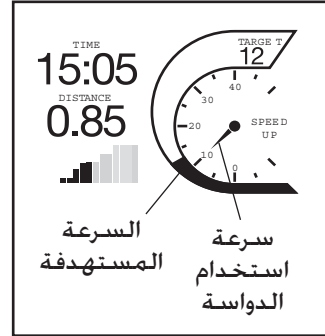 TIME
15:05
DISTANCE
0.85
TARGET
12
40
30
20
10
0
SPEED
UP
السرعة
المستهدفة
سرعة
استخدام
الدواسة